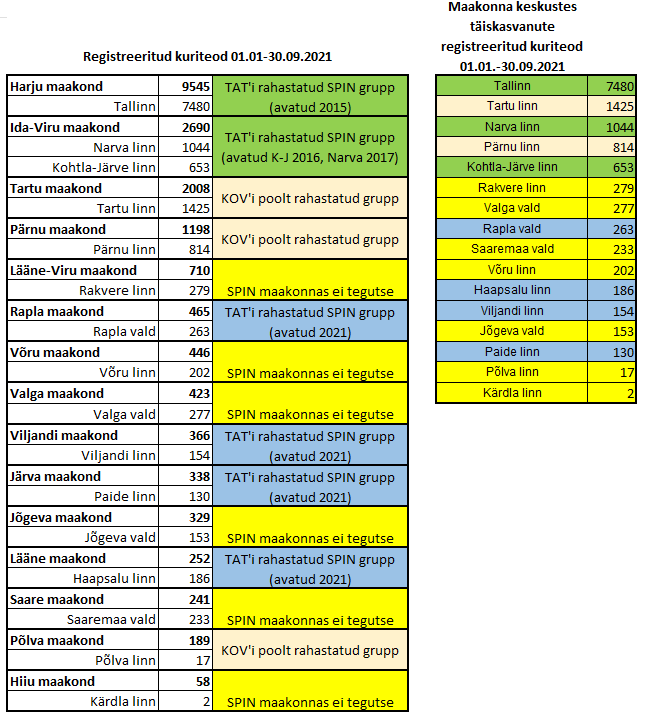 Registreeritud kuriteod 01.01-30.09.2021
Harju maakond 9545
Tallinn 7480
TAT'i rahastatud SPIN grupp
(avatud 2015)
Ida-Viru maakond 2690
Narva linn 1044
Kohtla-Järve linn 653
TAT'i rahastatud SPIN grupp
(avatud K-J 2016, Narva 2017)
Tartu maakond 2008
Tartu linn 1425
KOV'i poolt rahastatud grupp
Pärnu maakond 1198
Pärnu linn 814
KOV'i poolt rahastatud grupp
Lääne-Viru maakond 710
Rakvere linn 279
SPIN maakonnas ei tegutse
Rapla maakond 465
Rapla vald 263
TAT'i rahastatud SPIN grupp
(avatud 2021)
Võru maakond 446
Võru linn 202
SPIN maakonnas ei tegutse
Valga maakond 423
Valga vald 277
SPIN maakonnas ei tegutse
Viljandi maakond 366
Viljandi linn 154
TAT'i rahastatud SPIN grupp
(avatud 2021)
Järva maakond 338
Paide linn 130
TAT'i rahastatud SPIN grupp
(avatud 2021)
Jõgeva maakond 329
Jõgeva vald 153
SPIN maakonnas ei tegutse
Lääne maakond 252
Haapsalu linn 186
TAT'i rahastatud SPIN grupp
(avatud 2021)
Saare maakond 241
Saaremaa vald 233
SPIN maakonnas ei tegutse
Põlva maakond 189
Põlva linn 17
KOV'i poolt rahastatud grupp
Hiiu maakond 58
Kärdla linn 2
SPIN maakonnas ei tegutse
Maakonna keskustes
täiskasvanute
registreeritud kuriteod
01.01.-30.09.2021
Tallinn 7480
Tartu linn 1425
Narva linn 1044
Pärnu linn 814
Kohtla-Järve linn 653
Rakvere linn 279
Valga vald 277
Rapla vald 263
Saaremaa vald 233
Võru linn 202
Haapsalu linn 186
Viljandi linn 154
Jõgeva vald 153
Paide linn 130
Põlva linn 17
Kärdla linn 2